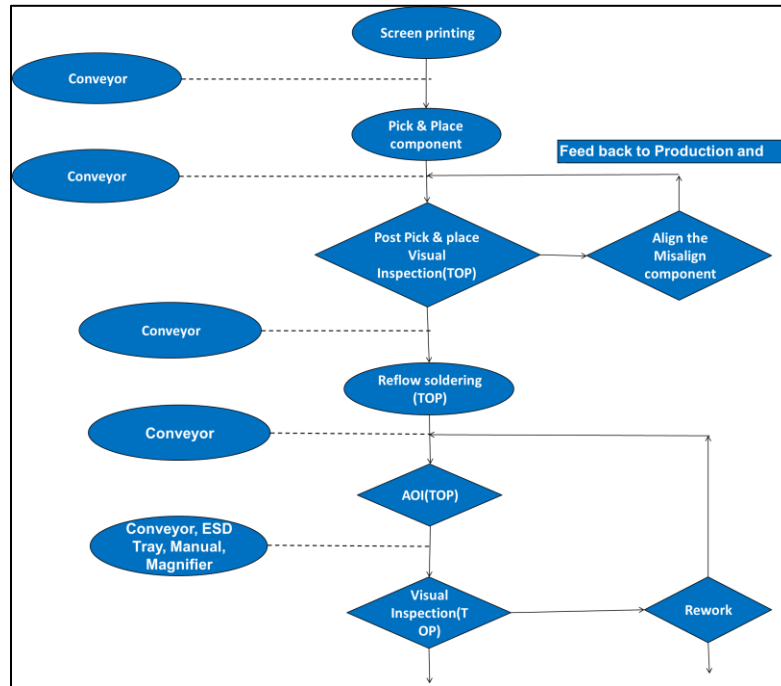 Screen printing
Conveyor
Pick & Place
component
Feed back to Production and
Conveyor
Post Pick & place
Visual
Inspection(TOP)
Align the
Misalign
component
Conveyor
Reflow soldering
(TOP)
Conveyor
AOI(TOP)
Conveyor, ESD
Tray, Manual,
Magnifier
Visual
Inspection(T
OP)
Rework